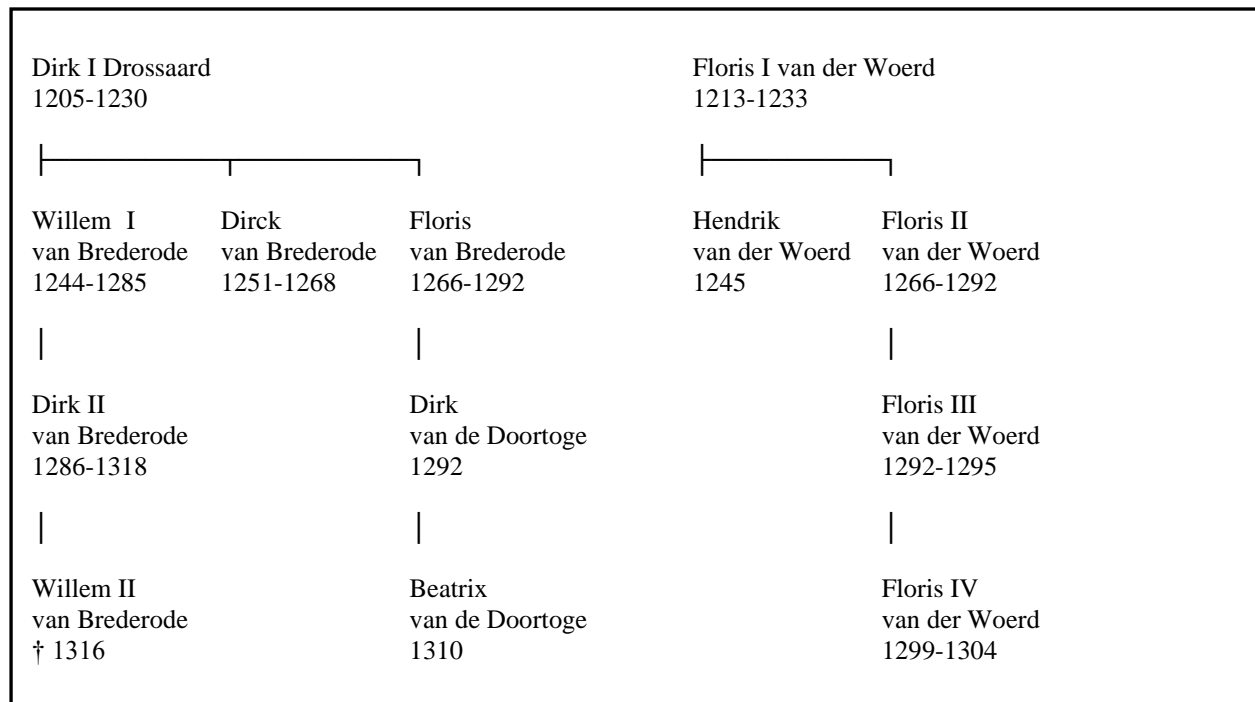 Dirk I Drossaard
1205-1230
Floris I van der Woerd
1213-1233
Willem  I
van Brederode
1244-1285
Dirck
van Brederode
1251-1268
Floris
van Brederode
1266-1292
Hendrik
van der Woerd
1245
Floris II
van der Woerd
1266-1292
Dirk II
van Brederode
1286-1318
Dirk
van de Doortoge
1292
Floris III
van der Woerd
1292-1295
Willem II
van Brederode
† 1316
Beatrix
van de Doortoge
1310
Floris IV
van der Woerd
1299-1304